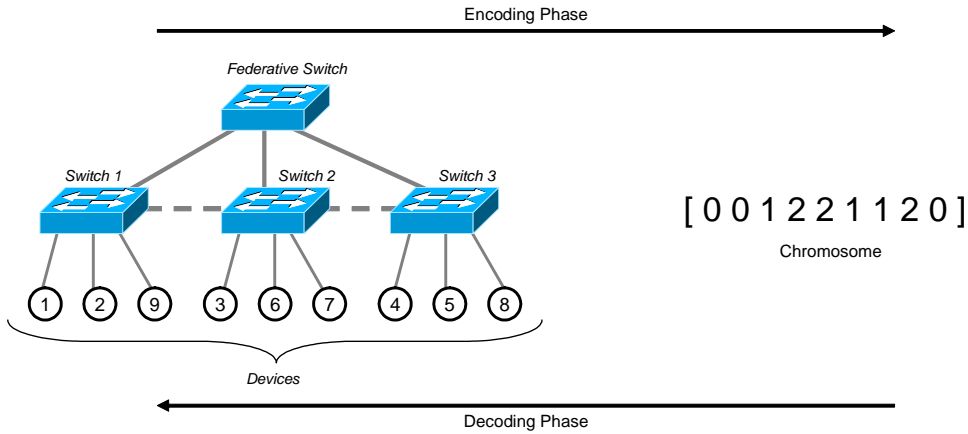 Encoding Phase
Federative Switch
Switch 1
Switch 2
Switch 3
[ 0 0 1 2 2 1 1 2 0 ]
Chromosome
1 2 9 3 6 7 4 5 8
Devices
Decoding Phase